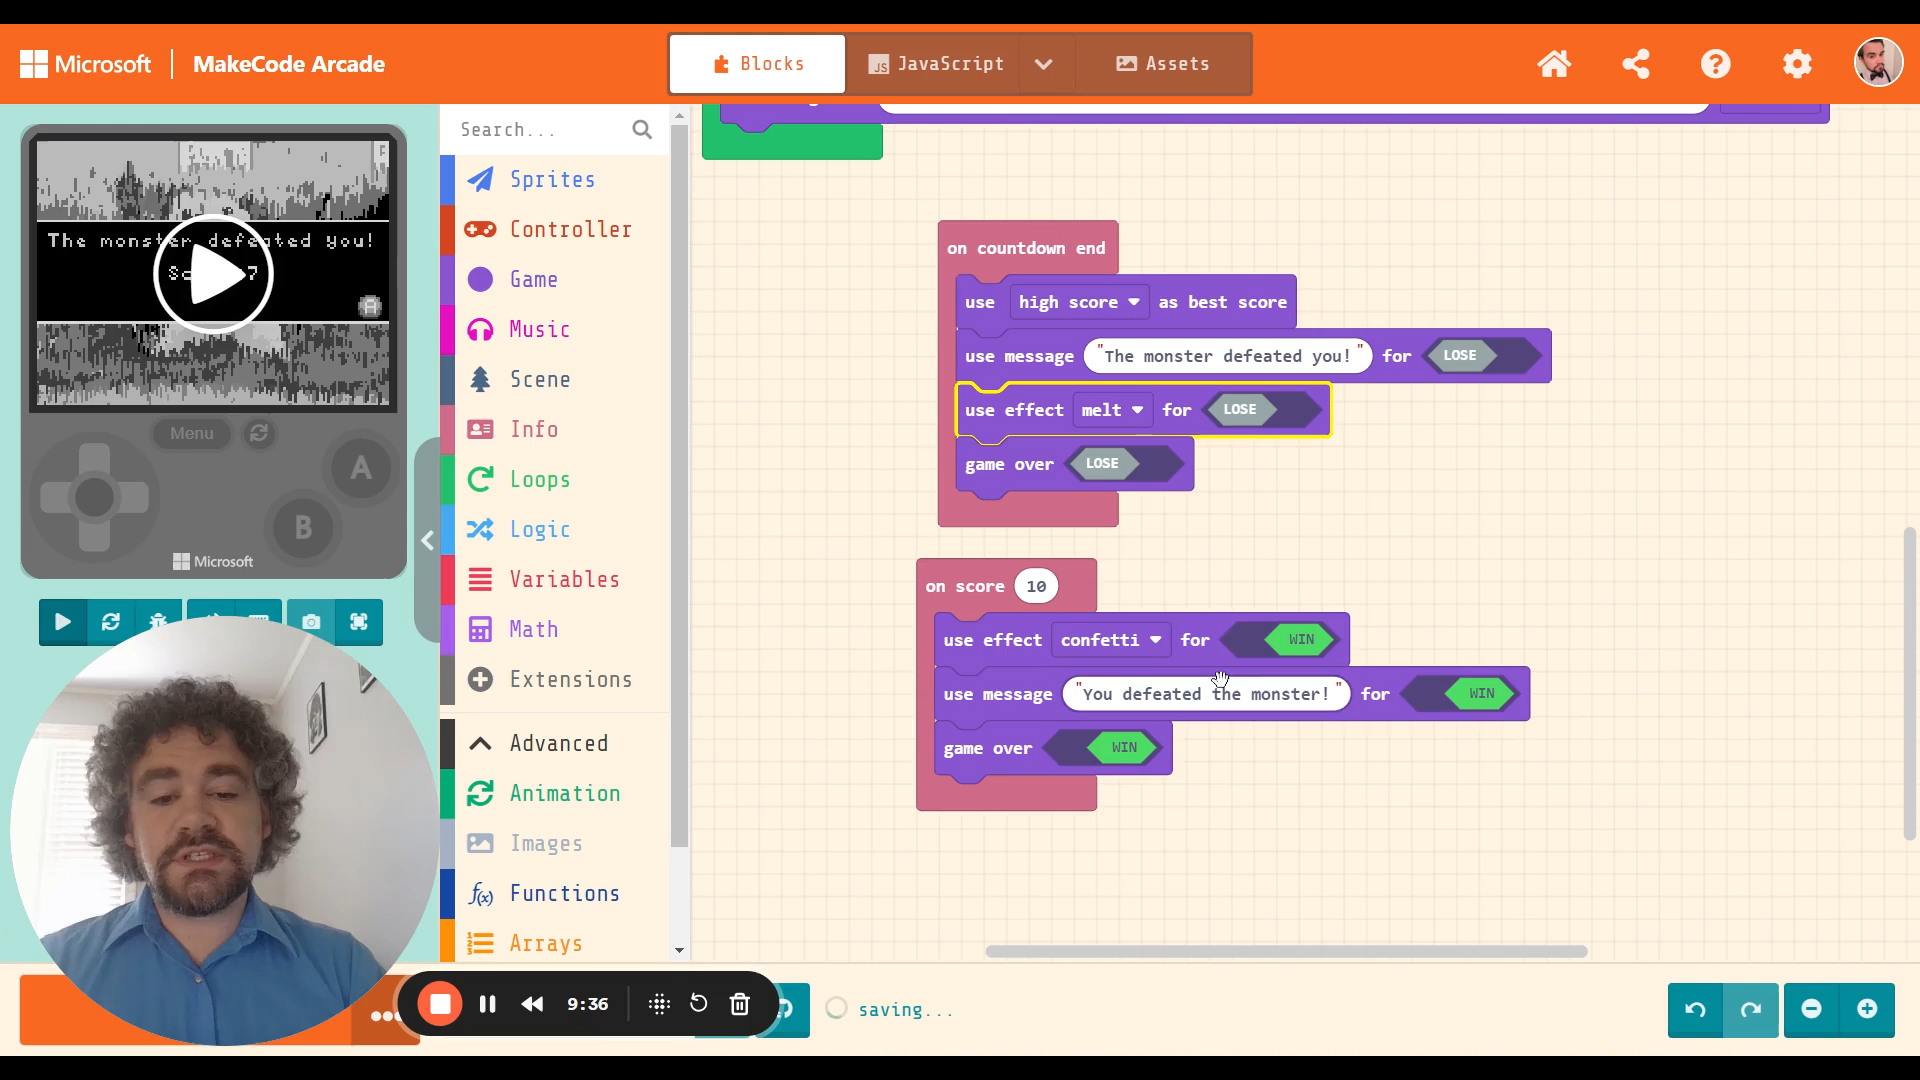 Microsoft
MakeCode Arcade
Blocks
JS JavaScript
Assets
The monster defeated you!
A
Menu
A
B
Microsoft
Search...
Sprites
Controller
Game
Music
Scene
Info
Loops
Logic
Variables
Math
Extensions
Advanced
Animation
Images
f(x) Functions
Arrays
on countdown end
use high score as best score
use message "The monster defeated you!" for LOSE
use effect melt for LOSE
game over LOSE
on score 10
use effect confetti for WIN
use message "You defeated the monster!" for WIN
game over WIN
9:36
saving...